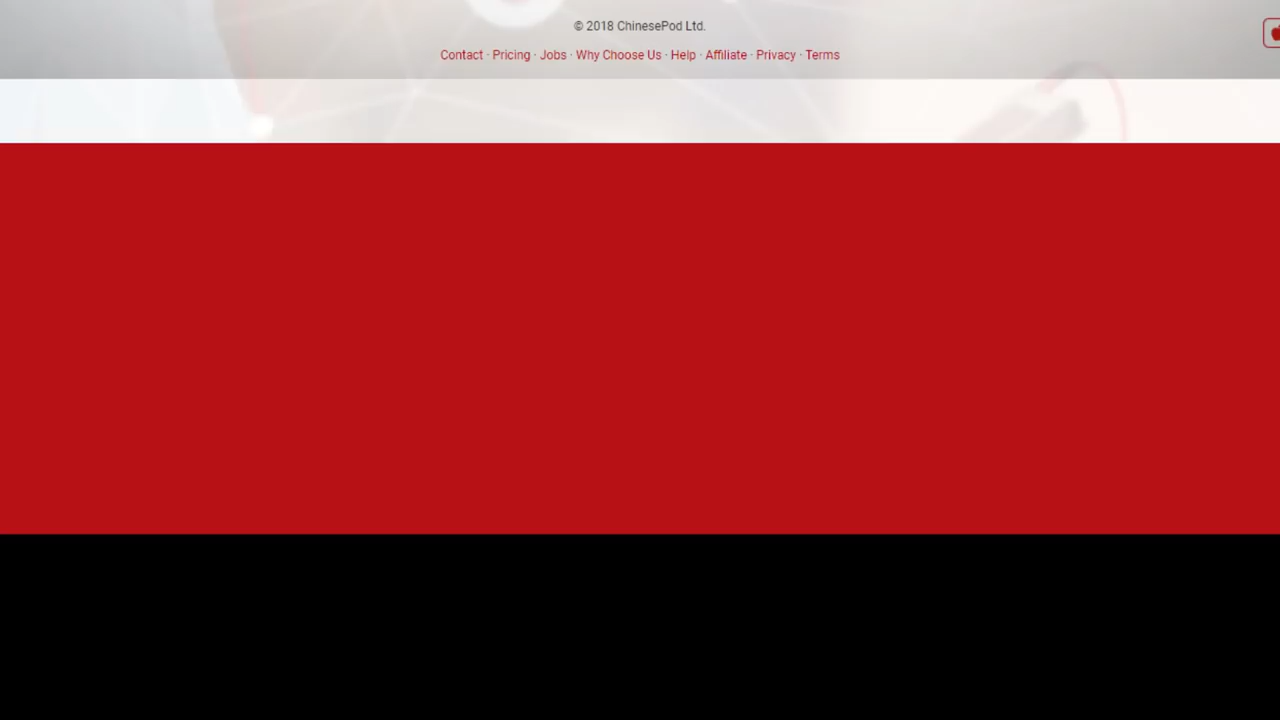 © 2018 ChinesePod Ltd.
Contact · Pricing · Jobs · Why Choose Us · Help · Affiliate · Privacy · Terms